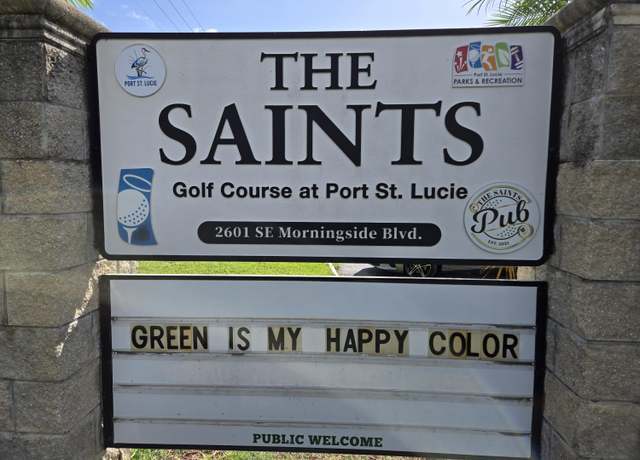 THE
SAINTS
Golf Course at Port St. Lucie
2601 SE Morningside Blvd.
PORT ST. LUCIE
Port St. Lucie
PARKS & RECREATION
THE SAINTS
Pub
GREEN IS MY HAPPY COLOR
PUBLIC WELCOME